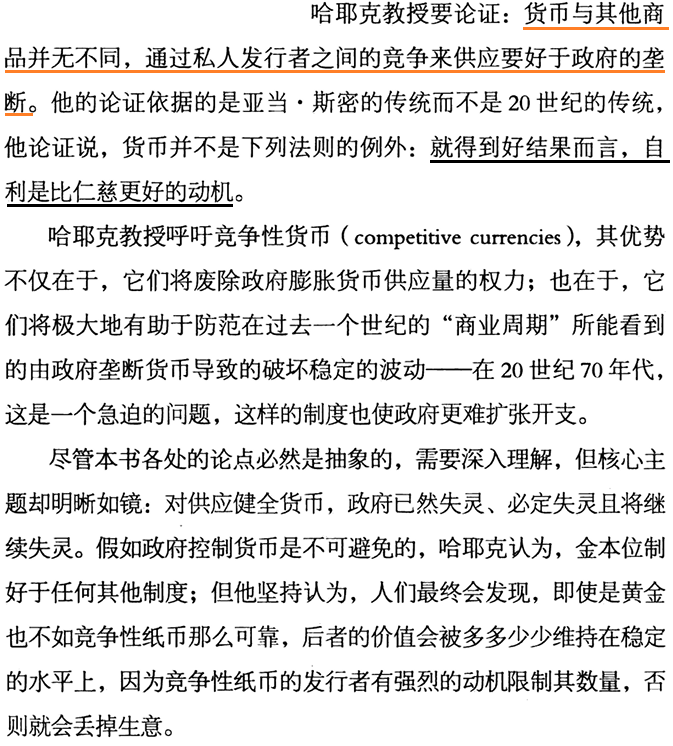 哈耶克教授要论证：货币与其他商
品并无不同，通过私人发行者之间的竞争来供应要好于政府的垄
断。他的论证依据的是亚当·斯密的传统而不是20世纪的传统，
他论证说，货币并不是下列法则的例外：就得到好结果而言，自
利是比仁慈更好的动机。
哈耶克教授呼吁竞争性货币（competitive currencies），其优势
不仅在于，它们将废除政府膨胀货币供应量的权力；也在于，它
们将极大地有助于防范在过去一个世纪的“商业周期”所能看到
的由政府垄断货币导致的破坏稳定的波动——在20世纪70年代，
这是一个急迫的问题，这样的制度也使政府更难扩张开支。
尽管本书各处的论点必然是抽象的，需要深入理解，但核心主
题却明晰如镜：对供应健全货币，政府已然失灵、必定失灵且将继
续失灵。假如政府控制货币是不可避免的，哈耶克认为，金本位制
好于任何其他制度；但他坚持认为，人们最终会发现，即使是黄金
也不如竞争性纸币那么可靠，后者的价值会被多多少少维持在稳定
的水平上，因为竞争性纸币的发行者有强烈的动机限制其数量，否
则就会丢掉生意。